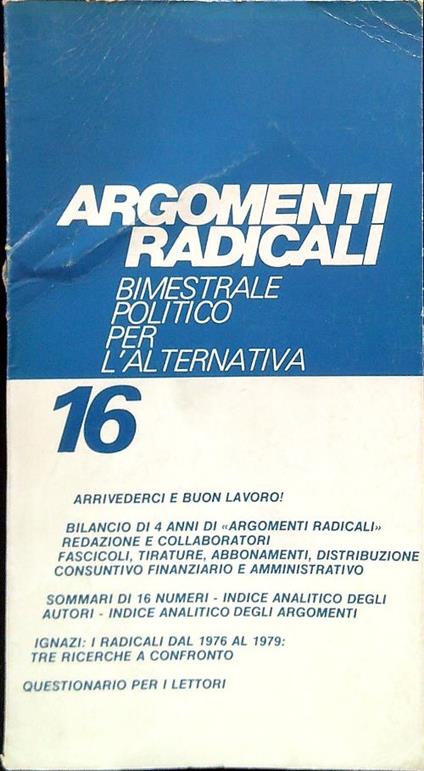 ARGOMENTI
RADICALI
BIMESTRALE
POLITICO
PER
L'ALTERNATIVA
16
ARRIVEDERCI E BUON LAVORO!
BILANCIO DI 4 ANNI DI «ARGOMENTI RADICALI»
REDAZIONE E COLLABORATORI
FASCICOLI, TIRATURE, ABBONAMENTI, DISTRIBUZIONE
CONSUNTIVO FINANZIARIO E AMMINISTRATIVO
SOMMARI DI 16 NUMERI - INDICE ANALITICO DEGLI
AUTORI - INDICE ANALITICO DEGLI ARGOMENTI
IGNAZI: I RADICALI DAL 1976 AL 1979:
TRE RICERCHE A CONFRONTO
QUESTIONARIO PER I LETTORI